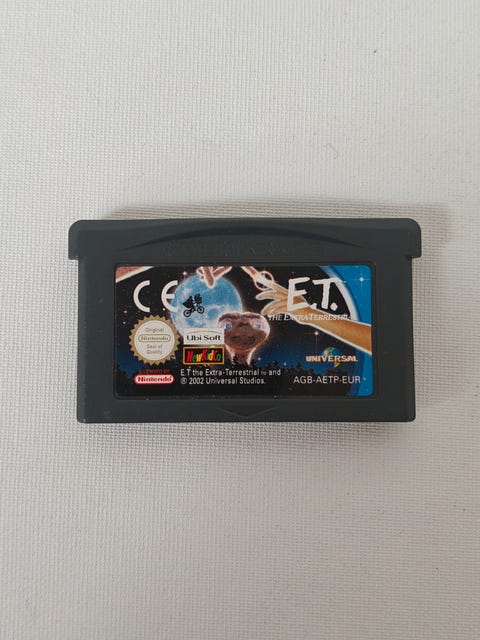 CE
E.T.
THE EXTRA-TERRESTRIAL
Original
Nintendo
Seal of
Quality
Ubi Soft
NewKidCo
UNIVERSAL
LICENSED BY
Nintendo
E.T the Extra-Terrestrial TM and
® 2002 Universal Studios.
AGB-AETP-EUR